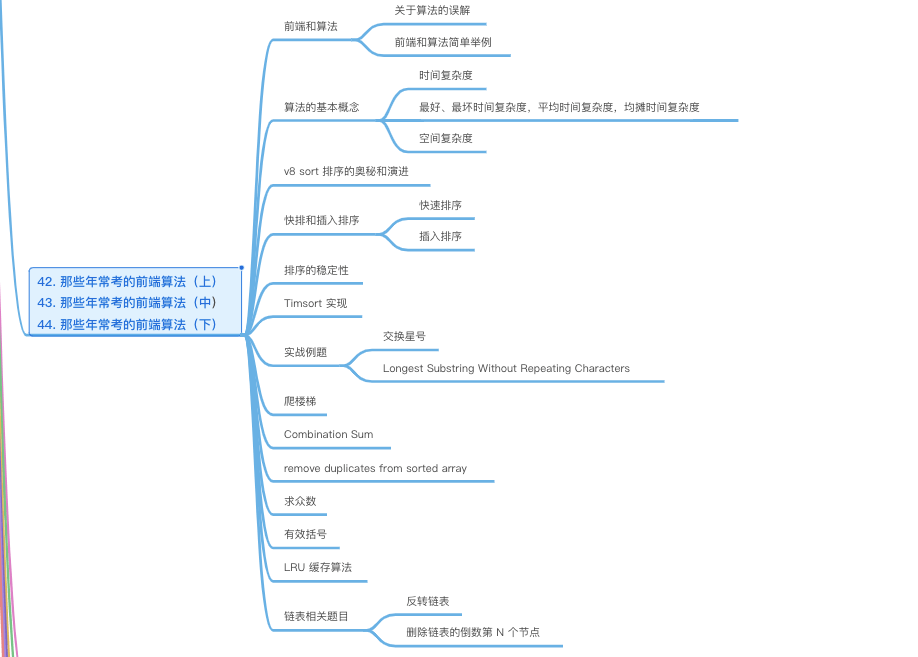 关于算法的误解
前端和算法
前端和算法简单举例
时间复杂度
算法的基本概念
最好、最坏时间复杂度，平均时间复杂度，均摊时间复杂度
空间复杂度
v8 sort 排序的奥秘和演进
快速排序
快排和插入排序
插入排序
42. 那些年常考的前端算法（上）
43. 那些年常考的前端算法（中）
44. 那些年常考的前端算法（下）
排序的稳定性
Timsort 实现
交换星号
实战例题
Longest Substring Without Repeating Characters
爬楼梯
Combination Sum
remove duplicates from sorted array
求众数
有效括号
LRU 缓存算法
反转链表
链表相关题目
删除链表的倒数第 N 个节点